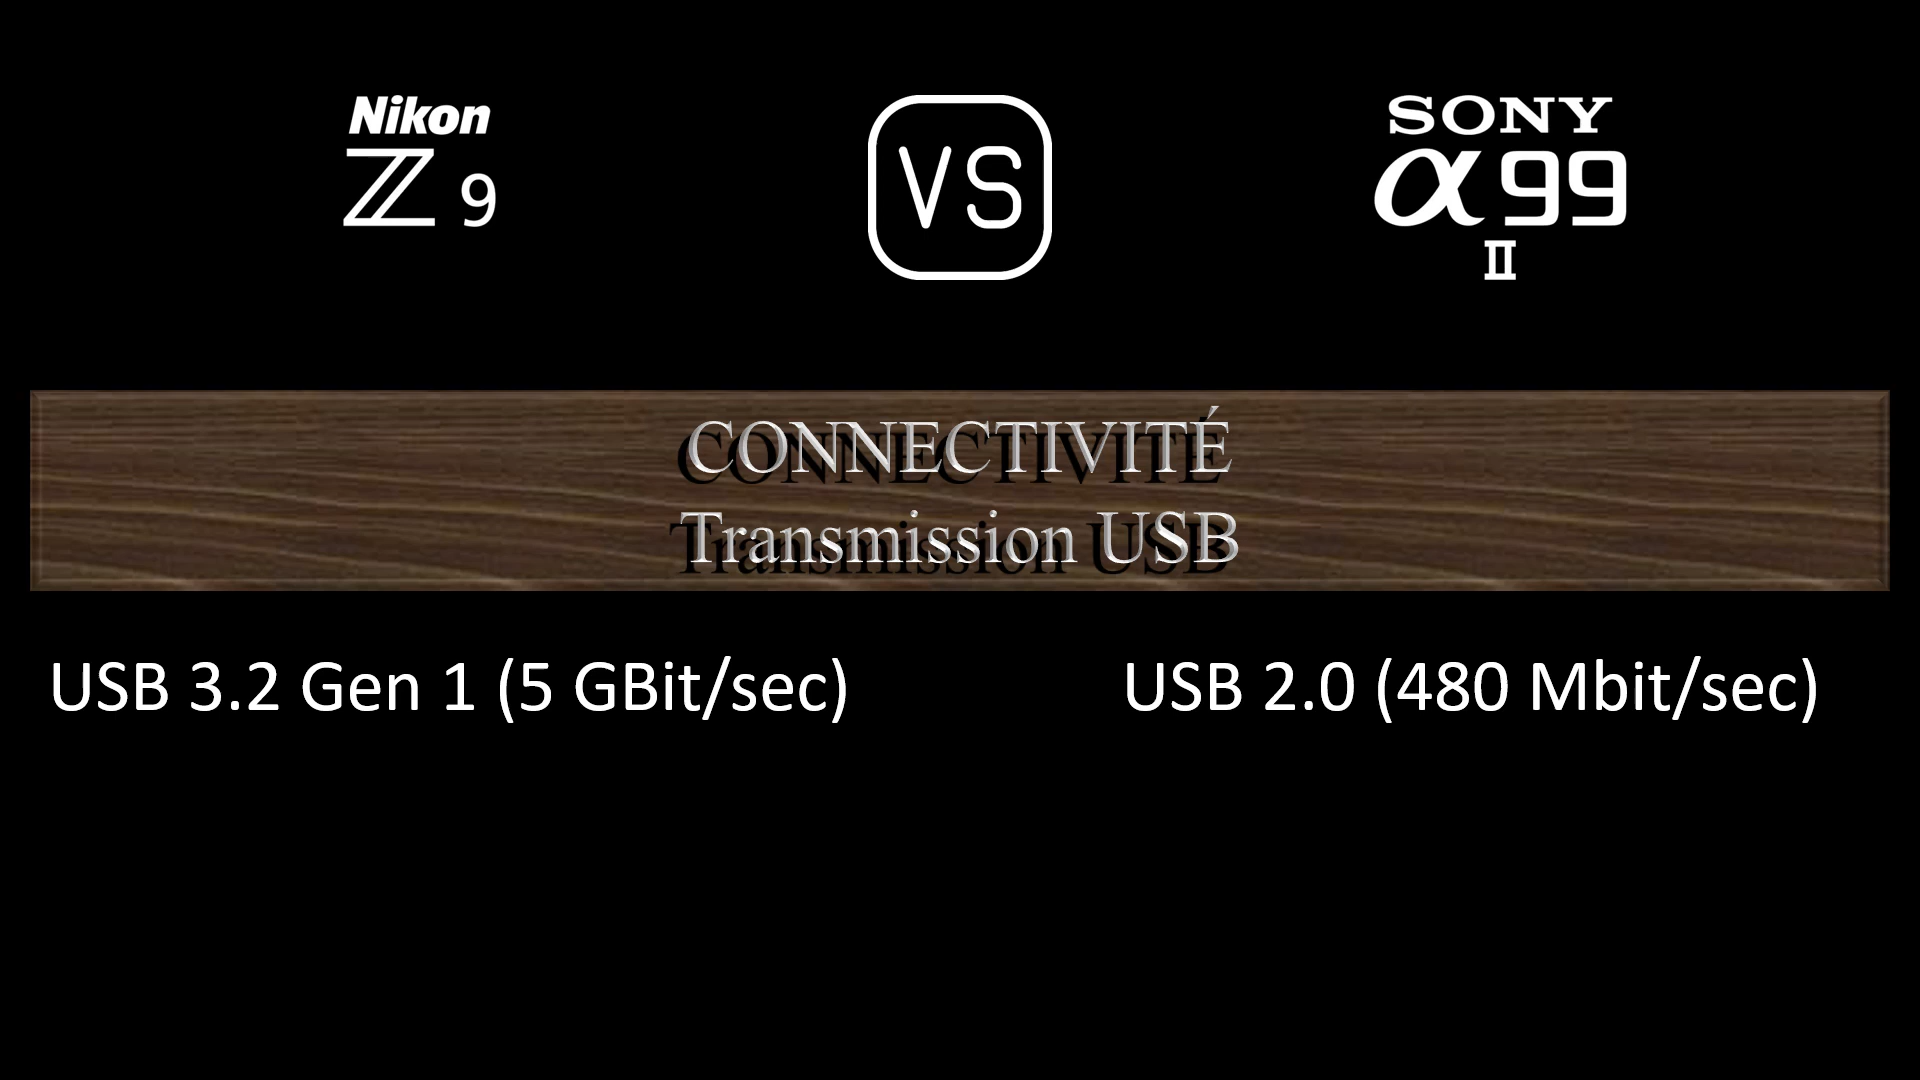 Nikon
Z 9
VS
SONY
α99
II
CONNECTIVITÉ
Transmission USB
USB 3.2 Gen 1 (5 GBit/sec)
USB 2.0 (480 Mbit/sec)